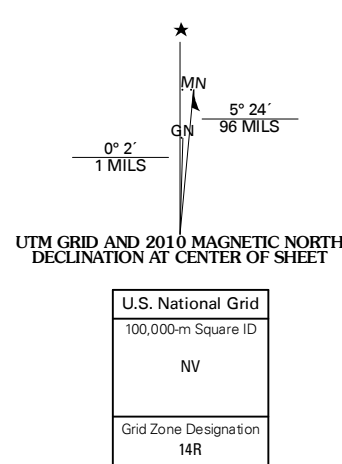 MN
5° 24´
96 MILS
GN
0° 2´
1 MILS
UTM GRID AND 2010 MAGNETIC NORTH
DECLINATION AT CENTER OF SHEET
U.S. National Grid
100,000-m Square ID
NV
Grid Zone Designation
14R